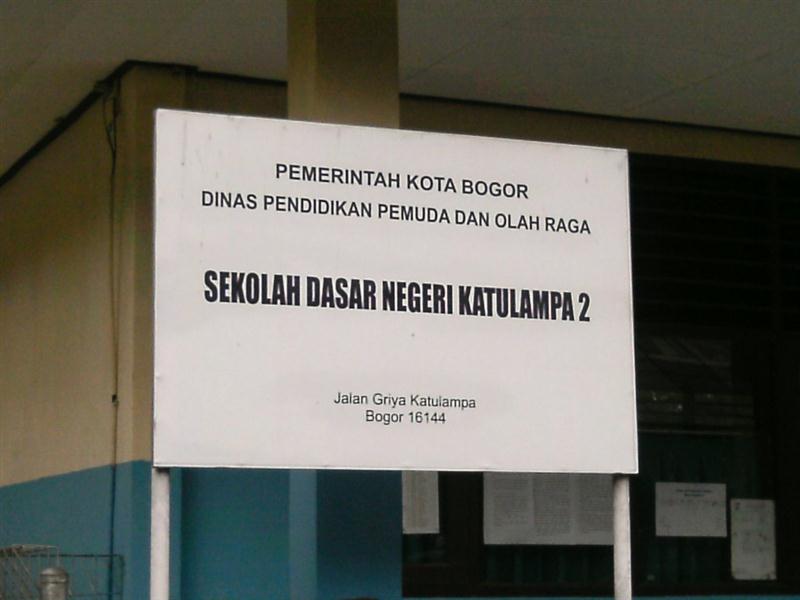 PEMERINTAH KOTA BOGOR
DINAS PENDIDIKAN PEMUDA DAN OLAH RAGA
SEKOLAH DASAR NEGERI KATULAMPA 2
Jalan Griya Katulampa
Bogor 16144